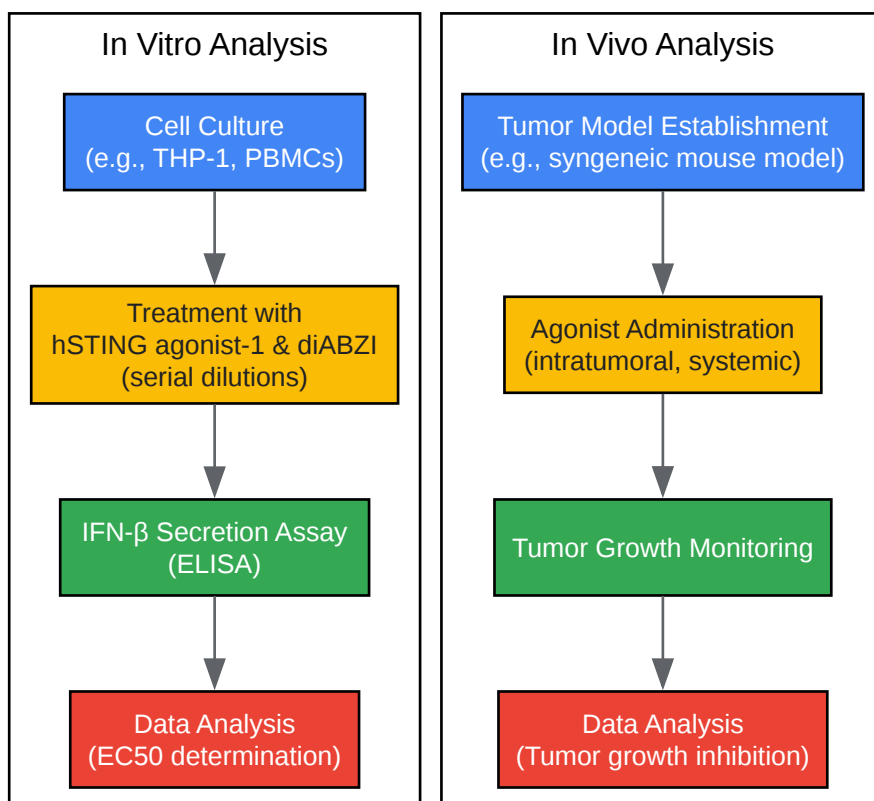 In Vitro Analysis
Cell Culture
(e.g., THP-1, PBMCs)
Treatment with
hSTING agonist-1 & diABZI
(serial dilutions)
IFN-β Secretion Assay
(ELISA)
Data Analysis
(EC50 determination)
In Vivo Analysis
Tumor Model Establishment
(e.g., syngeneic mouse model)
Agonist Administration
(intratumoral, systemic)
Tumor Growth Monitoring
Data Analysis
(Tumor growth inhibition)